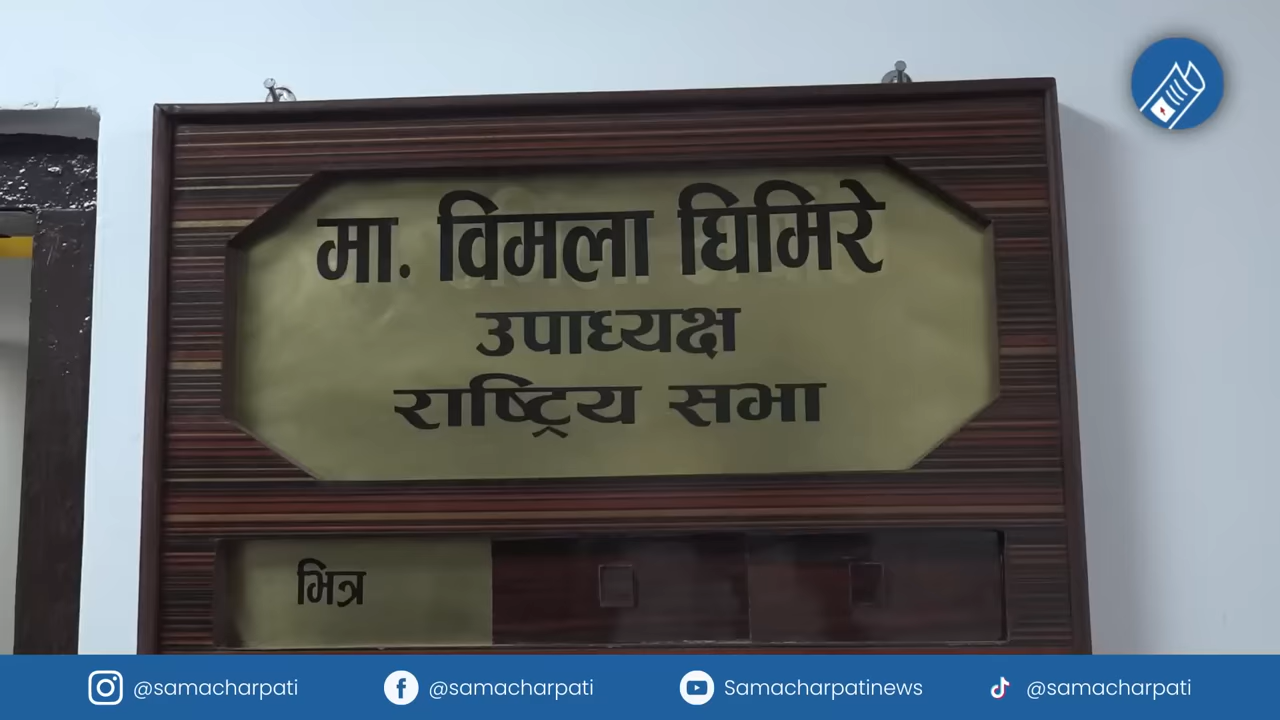 मा. विमला घिमिरे
उपाध्यक्ष
राष्ट्रिय सभा
भित्र
@samacharpati @samacharpati Samacharpatinews @samacharpati